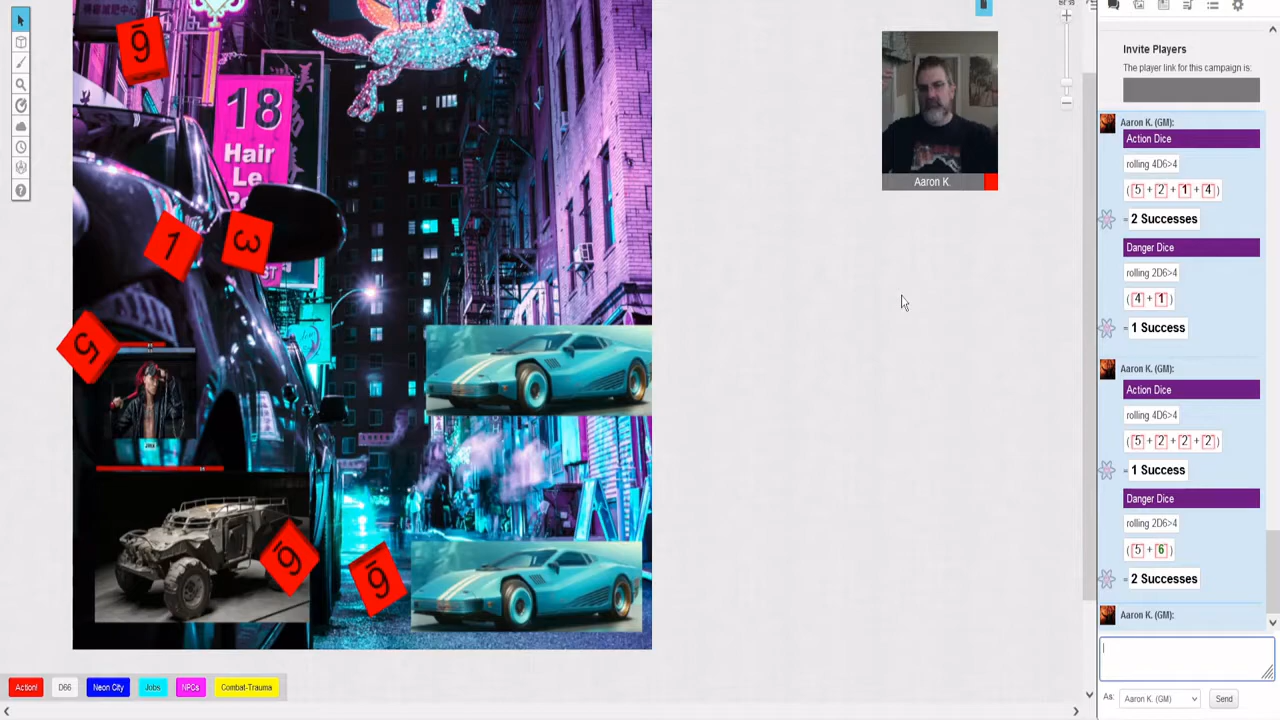 18
Hair
Le
ST
9
1
3
5
6
6
Aaron K.
Invite Players
The player link for this campaign is:
Aaron K. (GM):
Action Dice
rolling 4D6>4
(5+2+1+4)
= 2 Successes
Danger Dice
rolling 2D6>4
(4+1)
= 1 Success
Aaron K. (GM):
Action Dice
rolling 4D6>4
(5+2+2+2)
= 1 Success
Danger Dice
rolling 2D6>4
(5+6)
= 2 Successes
Aaron K. (GM):
As: Aaron K. (GM) Send
Action! D66 Neon City Jobs NPCs Combat-Trauma